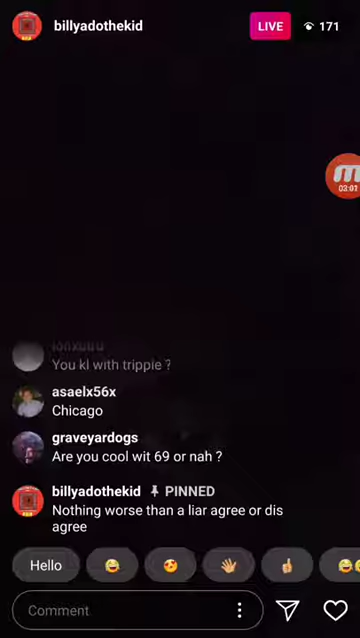 billyadothekid
LIVE
171
03:01
You kl with trippie ?
asaelx56x
Chicago
graveyardogs
Are you cool wit 69 or nah ?
billyadothekid PINNED
Nothing worse than a liar agree or dis
agree
Hello
Comment